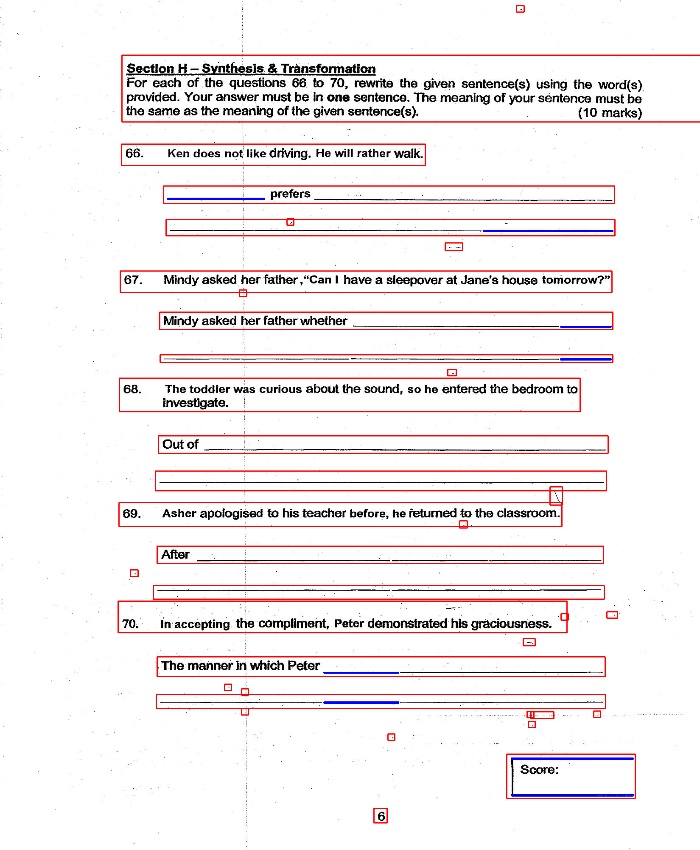 Section H – Synthesis & Transformation
For each of the questions 66 to 70, rewrite the given sentence(s) using the word(s)
provided. Your answer must be in one sentence. The meaning of your sentence must be
the same as the meaning of the given sentence(s). (10 marks)
66. Ken does not like driving. He will rather walk.
prefers
67. Mindy asked her father,“Can I have a sleepover at Jane's house tomorrow?”
Mindy asked her father whether
68. The toddler was curious about the sound, so he entered the bedroom to
investigate.
Out of
69. Asher apologised to his teacher before, he returned to the classroom.
After
70. In accepting the compliment, Peter demonstrated his graciousness.
The manner in which Peter
Score:
6